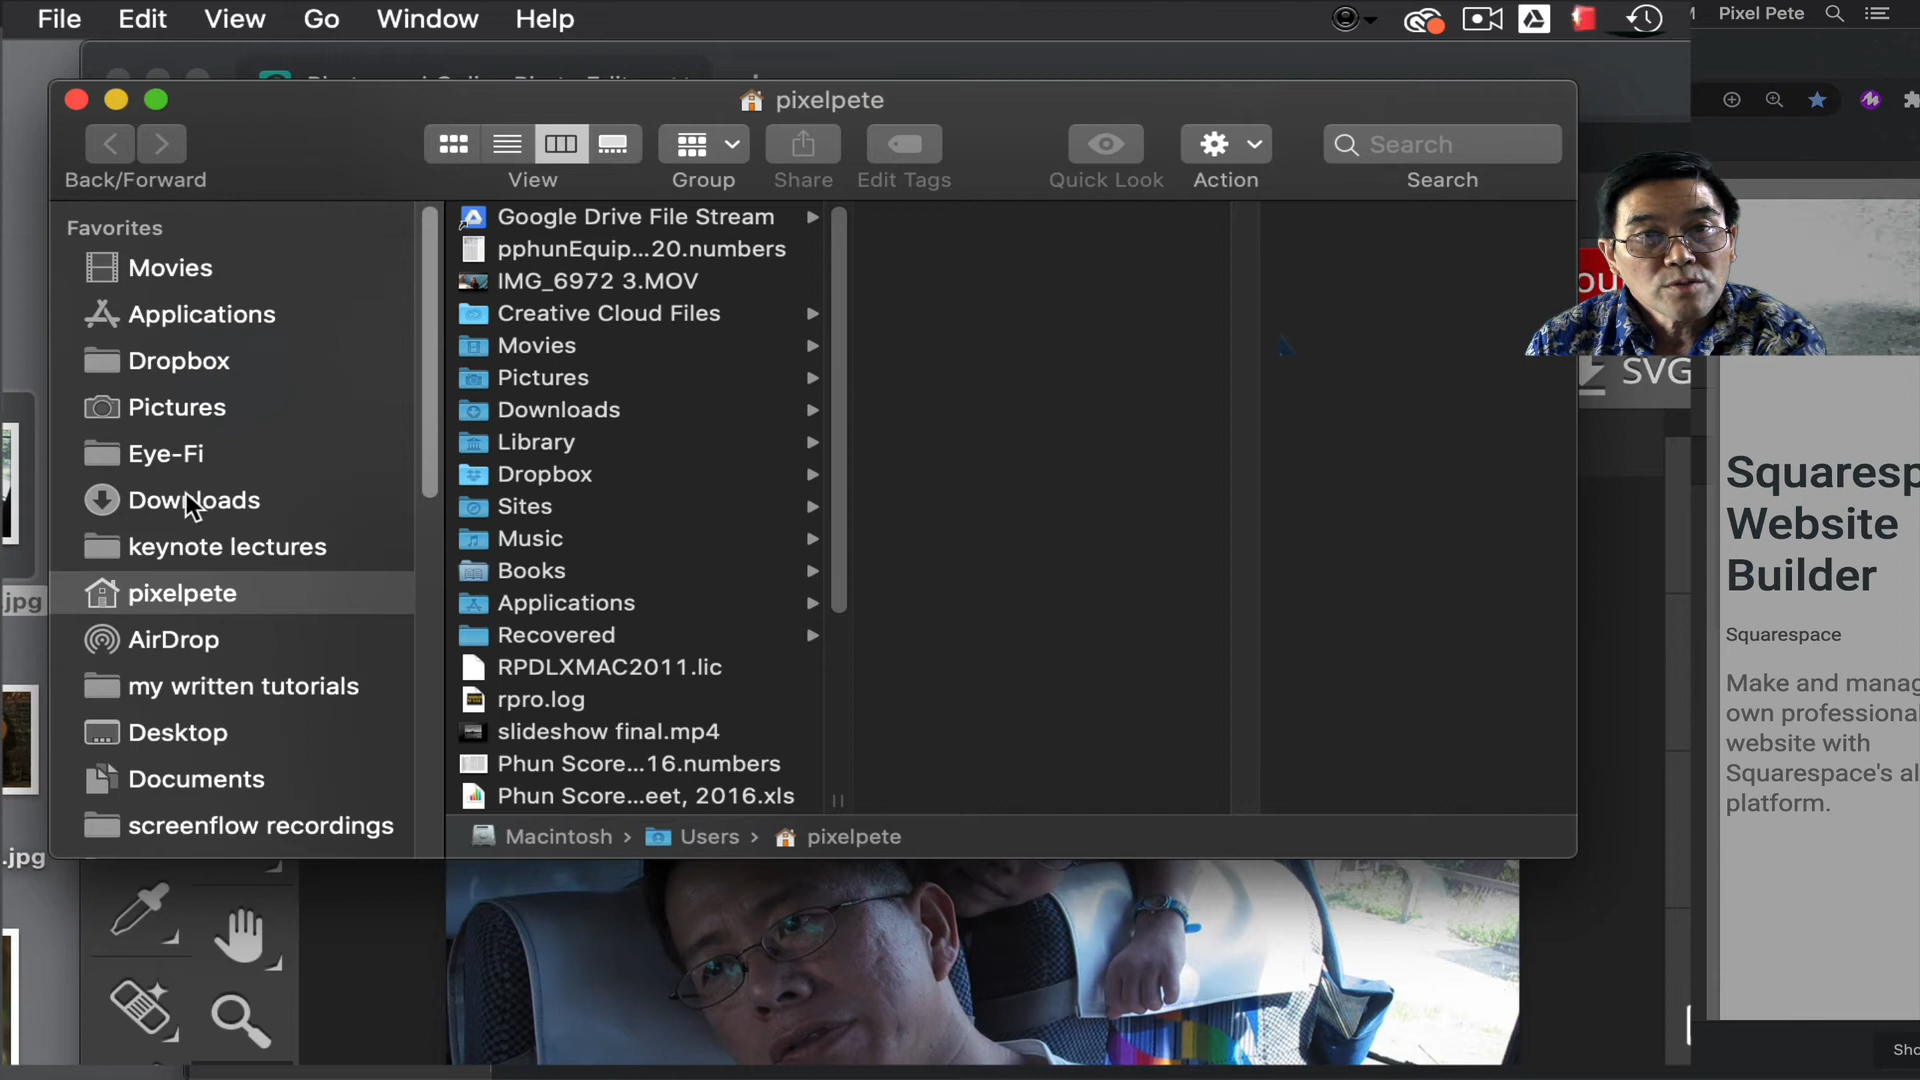 File Edit View Go Window Help
Pixel Pete
pixelpete
Back/Forward
View
Group
Share
Edit Tags
Quick Look
Action
Search
Search
Favorites
Movies
Applications
Dropbox
Pictures
Eye-Fi
Downloads
keynote lectures
pixelpete
AirDrop
my written tutorials
Desktop
Documents
screenflow recordings
Google Drive File Stream
pphunEquip...20.numbers
IMG_6972 3.MOV
Creative Cloud Files
Movies
Pictures
Downloads
Library
Dropbox
Sites
Music
Books
Applications
Recovered
RPDLXMAC2011.lic
rpro.log
slideshow final.mp4
Phun Score...16.numbers
Phun Score...eet, 2016.xls
Macintosh › Users › pixelpete
.jpg
.jpg
SVG
Squaresp
Website
Builder
Squarespace
Make and manag
own professional
website with
Squarespace's al
platform.
Sho